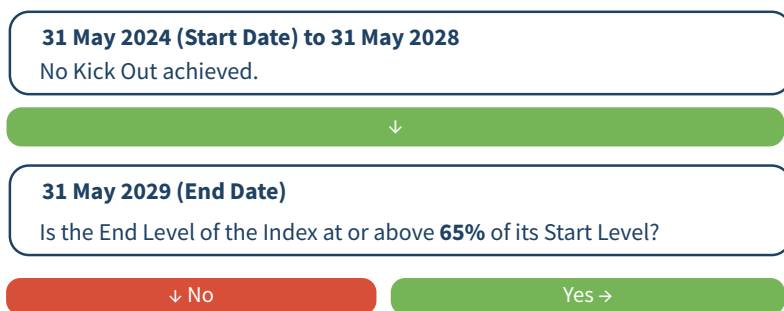 31 May 2024 (Start Date) to 31 May 2028
No Kick Out achieved.
↓
31 May 2029 (End Date)
Is the End Level of the Index at or above 65% of its Start Level?
↓ No
Yes →